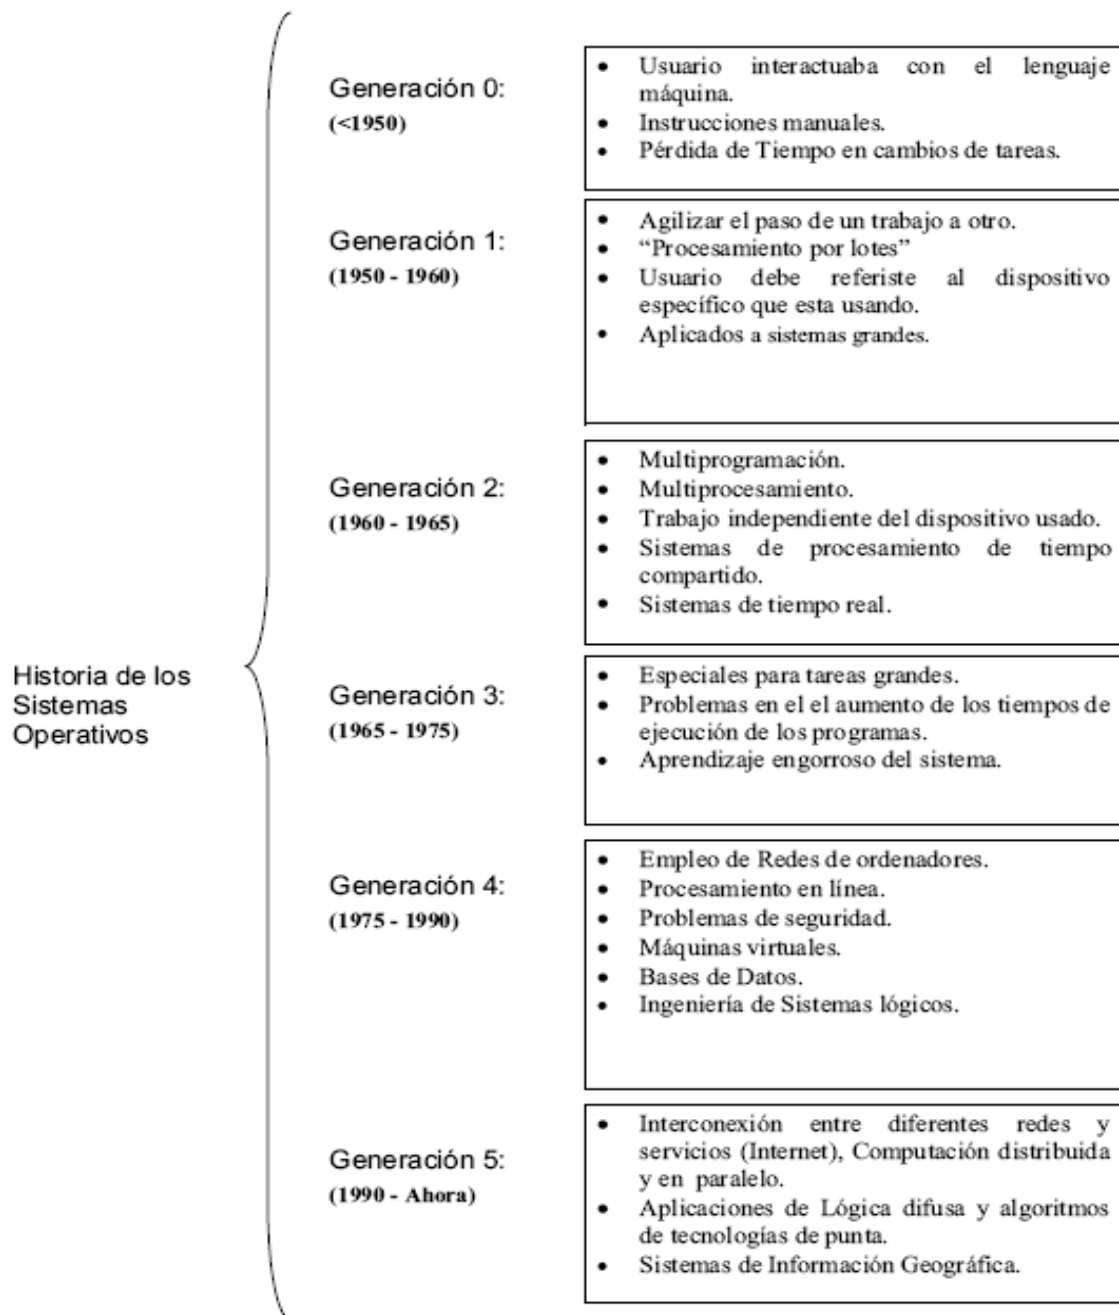 Historia de los
Sistemas
Operativos
Generación 0:
(<1950)
• Usuario interactuaba con el lenguaje
máquina.
• Instrucciones manuales.
• Pérdida de Tiempo en cambios de tareas.
Generación 1:
(1950 - 1960)
• Agilizar el paso de un trabajo a otro.
• “Procesamiento por lotes”
• Usuario debe referiste al dispositivo
específico que esta usando.
• Aplicados a sistemas grandes.
Generación 2:
(1960 - 1965)
• Multiprogramación.
• Multiprocesamiento.
• Trabajo independiente del dispositivo usado.
• Sistemas de procesamiento de tiempo
compartido.
• Sistemas de tiempo real.
Generación 3:
(1965 - 1975)
• Especiales para tareas grandes.
• Problemas en el el aumento de los tiempos de
ejecución de los programas.
• Aprendizaje engorroso del sistema.
Generación 4:
(1975 - 1990)
• Empleo de Redes de ordenadores.
• Procesamiento en línea.
• Problemas de seguridad.
• Máquinas virtuales.
• Bases de Datos.
• Ingeniería de Sistemas lógicos.
Generación 5:
(1990 - Ahora)
• Interconexión entre diferentes redes y
servicios (Internet), Computación distribuida
y en paralelo.
• Aplicaciones de Lógica difusa y algoritmos
de tecnologías de punta.
• Sistemas de Información Geográfica.